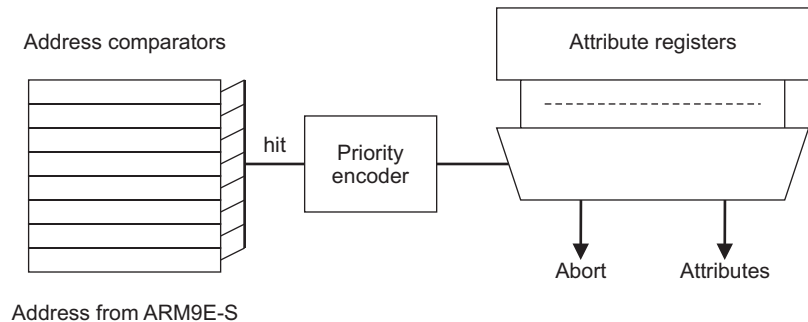 Address comparators
Attribute registers
hit
Priority
encoder
Abort
Attributes
Address from ARM9E-S